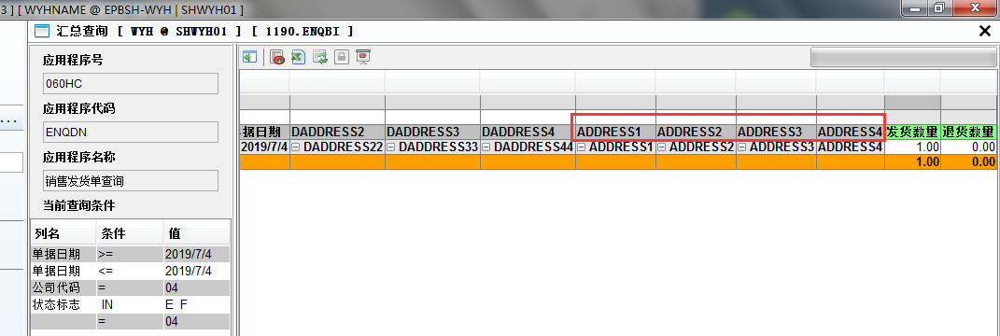 3 ] [ WYHNAME @ EPBSH-WYH | SHWYH01 ]
汇总查询 [ WYH @ SHWYH01 ] [ 1190.ENQBI ]
应用程序号
060HC
应用程序代码
ENQDN
应用程序名称
销售发货单查询
当前查询条件
列名 条件 值
单据日期 >= 2019/7/4
单据日期 <= 2019/7/4
公司代码 = 04
状态标志 IN E F
= 04
据日期 DADDRESS2 DADDRESS3 DADDRESS4 ADDRESS1 ADDRESS2 ADDRESS3 ADDRESS4 发货数量 退货数量
2019/7/4 DADDRESS22 DADDRESS33 DADDRESS44 ADDRESS1 ADDRESS2 ADDRESS3 ADDRESS4 1.00 0.00
1.00 0.00